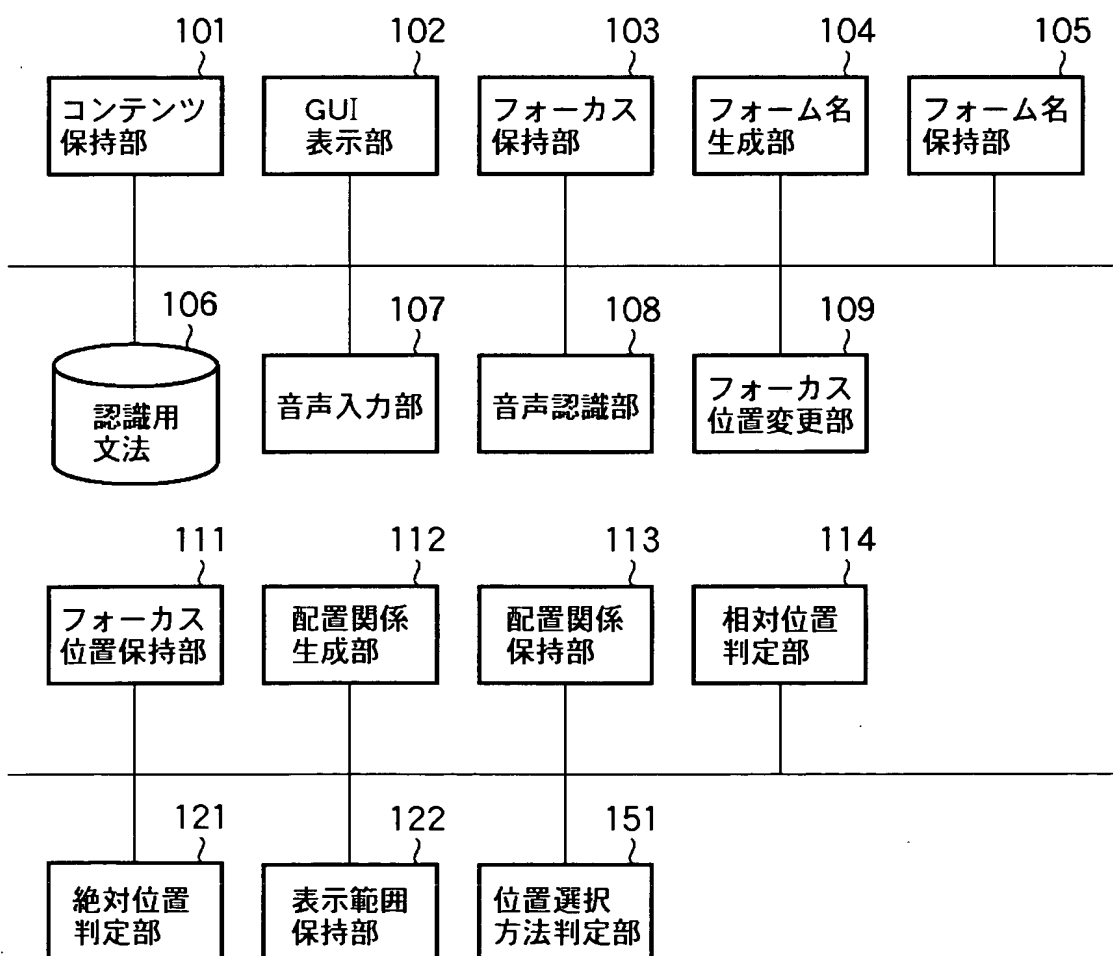 101 102 103 104 105
コンテンツ
保持部
GUI
表示部
フォーカス
保持部
フォーム名
生成部
フォーム名
保持部
106 107 108 109
認識用
文法
音声入力部
音声認識部
フォーカス
位置変更部
111 112 113 114
フォーカス
位置保持部
配置関係
生成部
配置関係
保持部
相対位置
判定部
121 122 151
絶対位置
判定部
表示範囲
保持部
位置選択
方法判定部